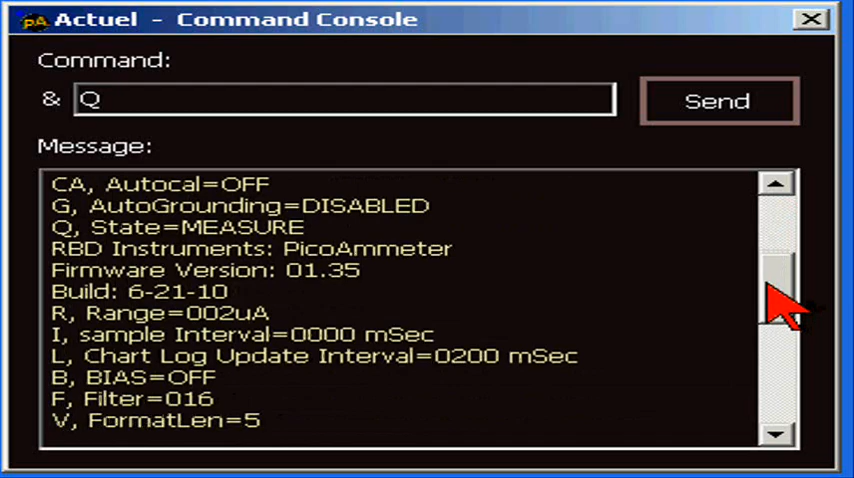 pA Actuel - Command Console
Command:
& Q
Send
Message:
CA, Autocal=OFF
G, AutoGrounding=DISABLED
Q, State=MEASURE
RBD Instruments: PicoAmmeter
Firmware Version: 01.35
Build: 6-21-10
R, Range=002uA
I, sample Interval=0000 mSec
L, Chart Log Update Interval=0200 mSec
B, BIAS=OFF
F, Filter=016
V, FormatLen=5